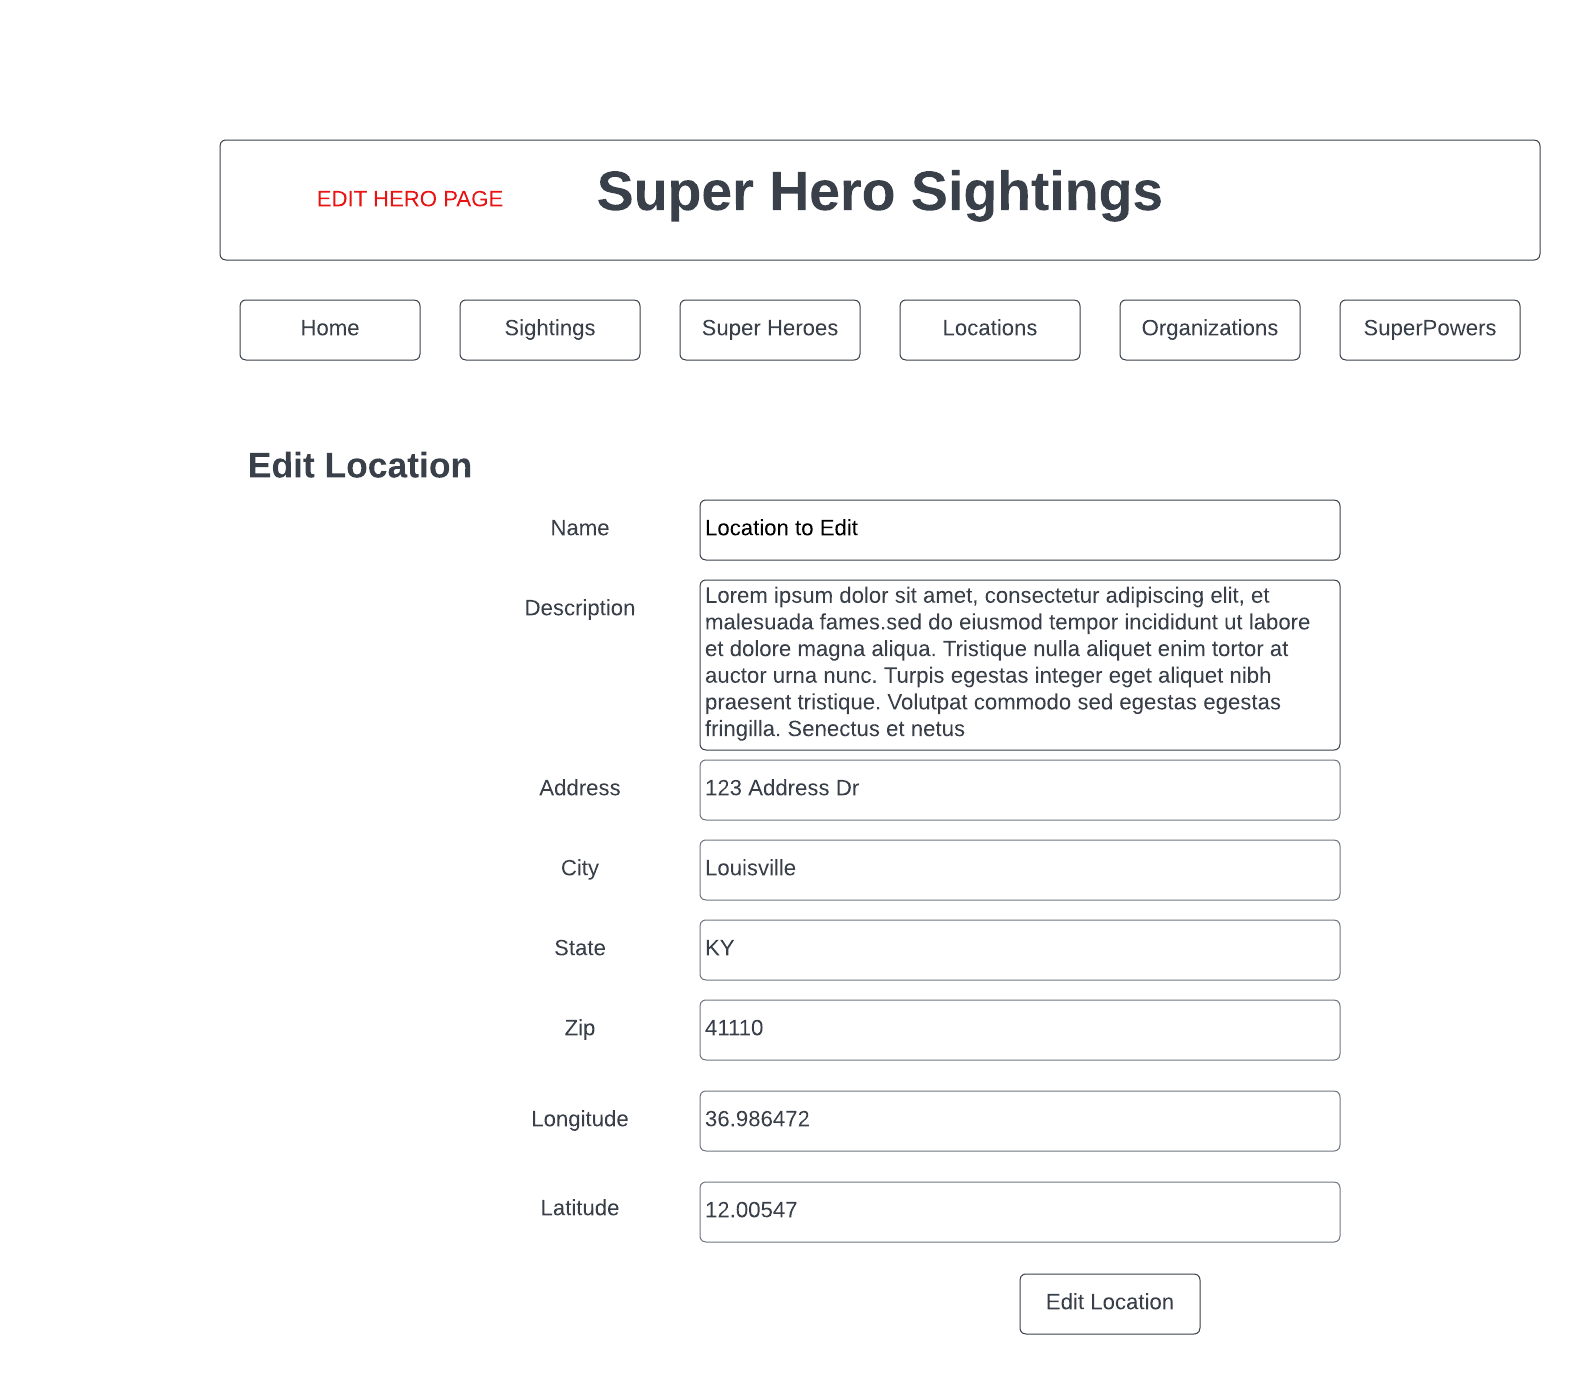 EDIT HERO PAGE
Super Hero Sightings
Home
Sightings
Super Heroes
Locations
Organizations
SuperPowers
Edit Location
Name
Location to Edit
Description
Lorem ipsum dolor sit amet, consectetur adipiscing elit, et
malesuada fames.sed do eiusmod tempor incididunt ut labore
et dolore magna aliqua. Tristique nulla aliquet enim tortor at
auctor urna nunc. Turpis egestas integer eget aliquet nibh
praesent tristique. Volutpat commodo sed egestas egestas
fringilla. Senectus et netus
Address
123 Address Dr
City
Louisville
State
KY
Zip
41110
Longitude
36.986472
Latitude
12.00547
Edit Location